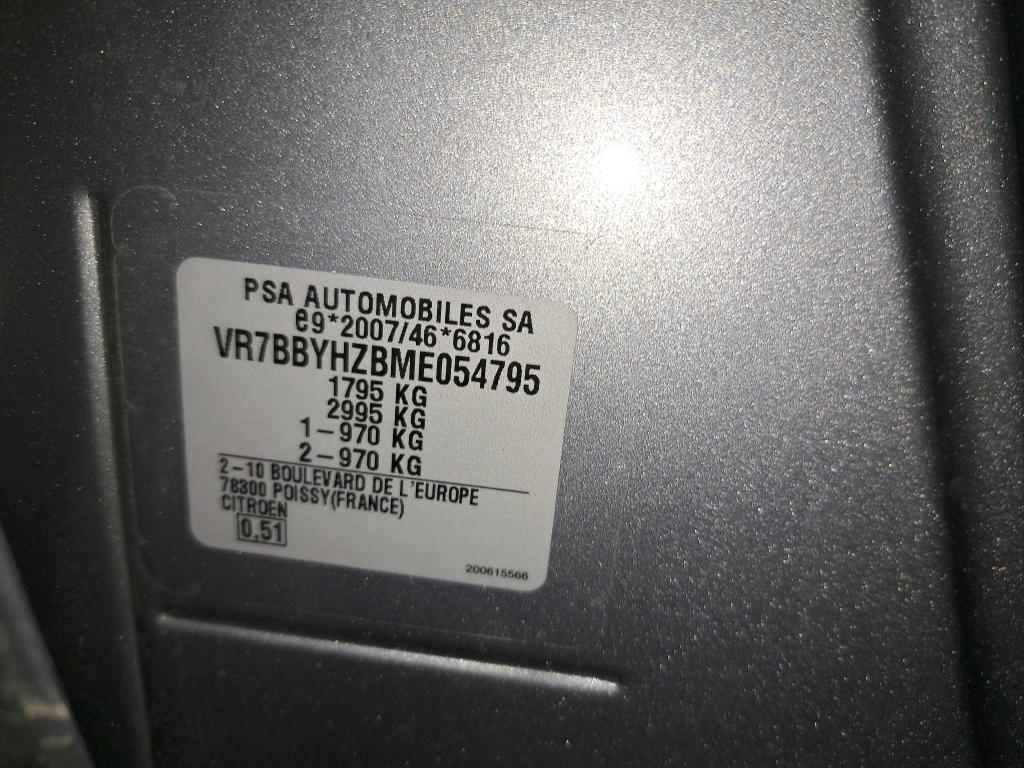 PSA AUTOMOBILES SA
e9*2007/46*6816
VR7BBYHZBME054795
1795 KG
2995 KG
1-970 KG
2-970 KG
2-10 BOULEVARD DE L'EUROPE
78300 POISSY(FRANCE)
CITROEN
0.51
200615566